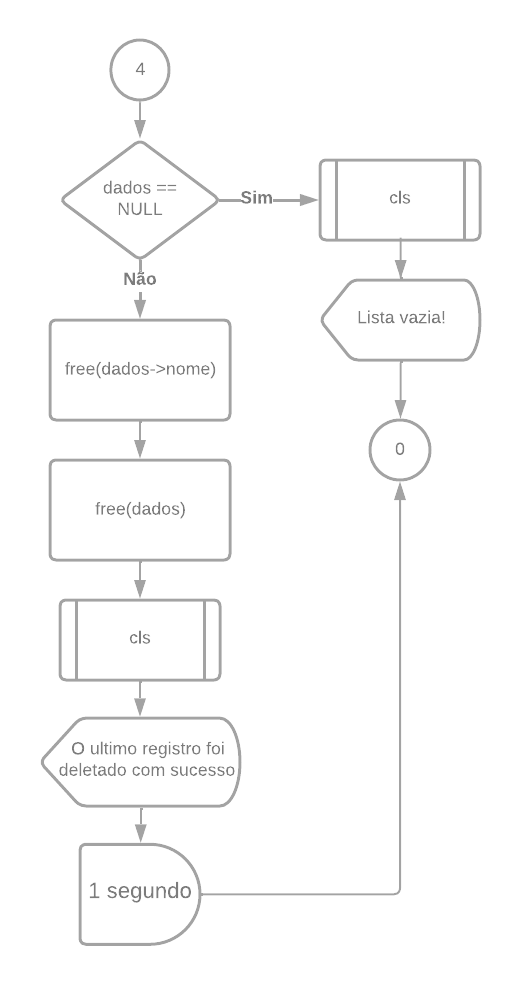 4
dados ==
NULL
Sim
cls
Não
Lista vazia!
free(dados->nome)
0
free(dados)
cls
O ultimo registro foi
deletado com sucesso
1 segundo